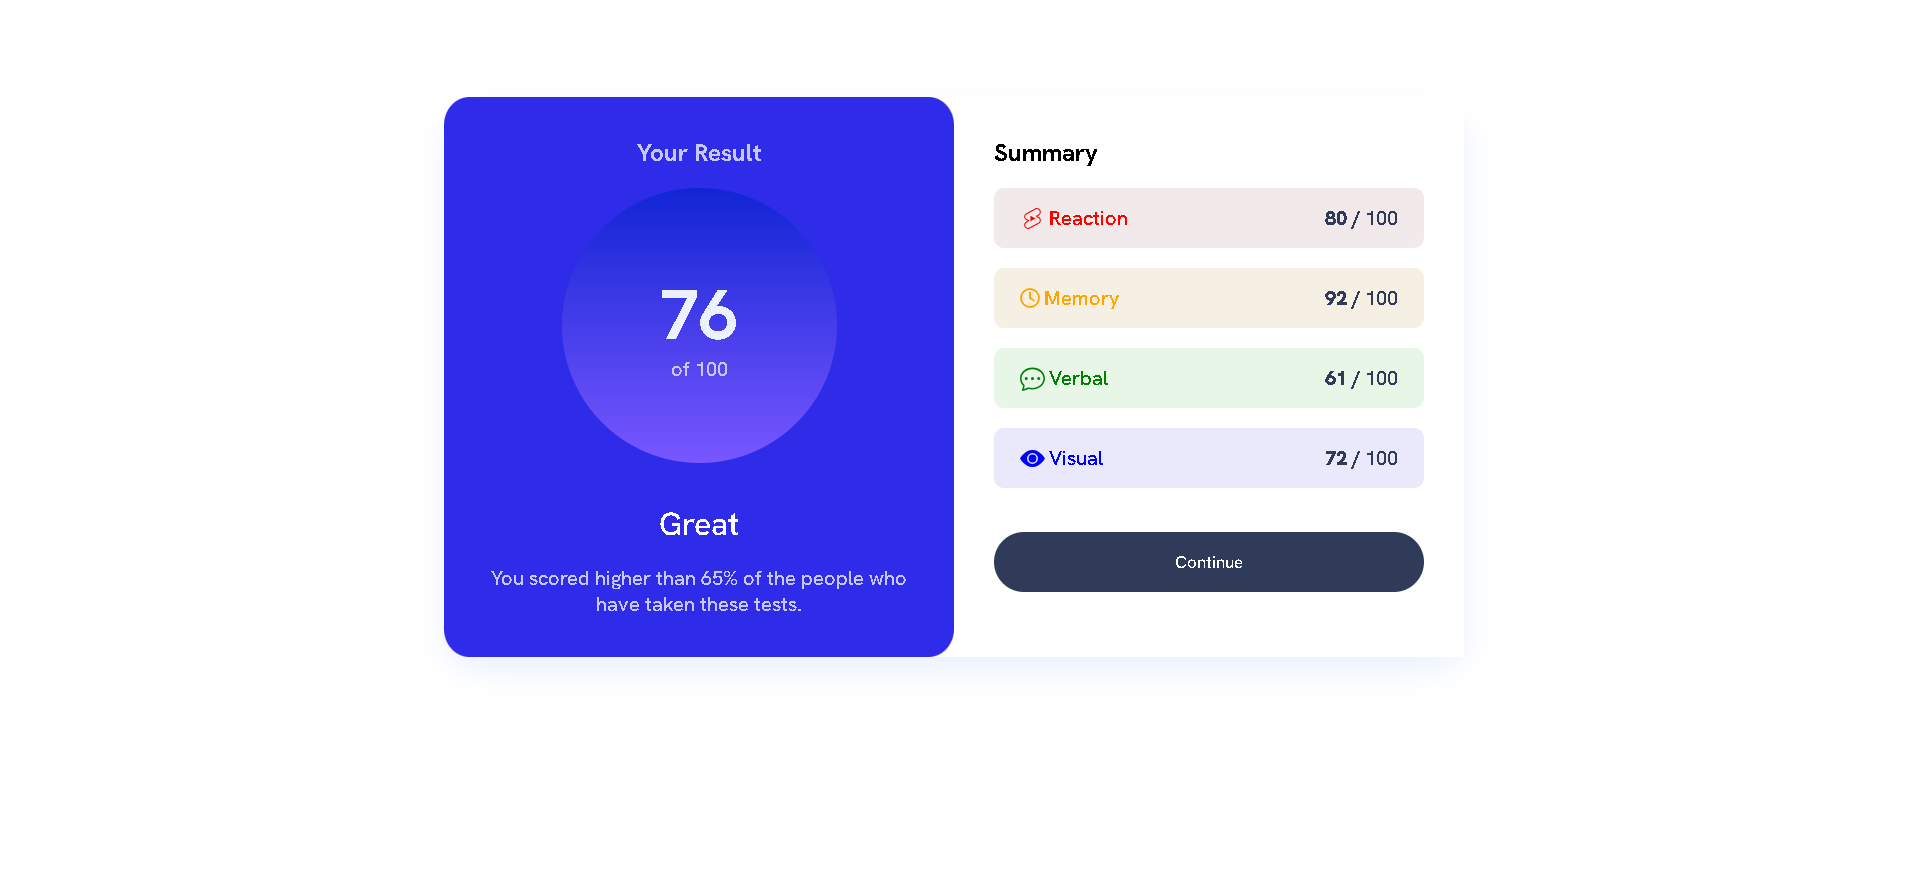 Your Result
76
of 100
Great
You scored higher than 65% of the people who
have taken these tests.
Summary
Reaction 80 / 100
Memory 92 / 100
Verbal 61 / 100
Visual 72 / 100
Continue